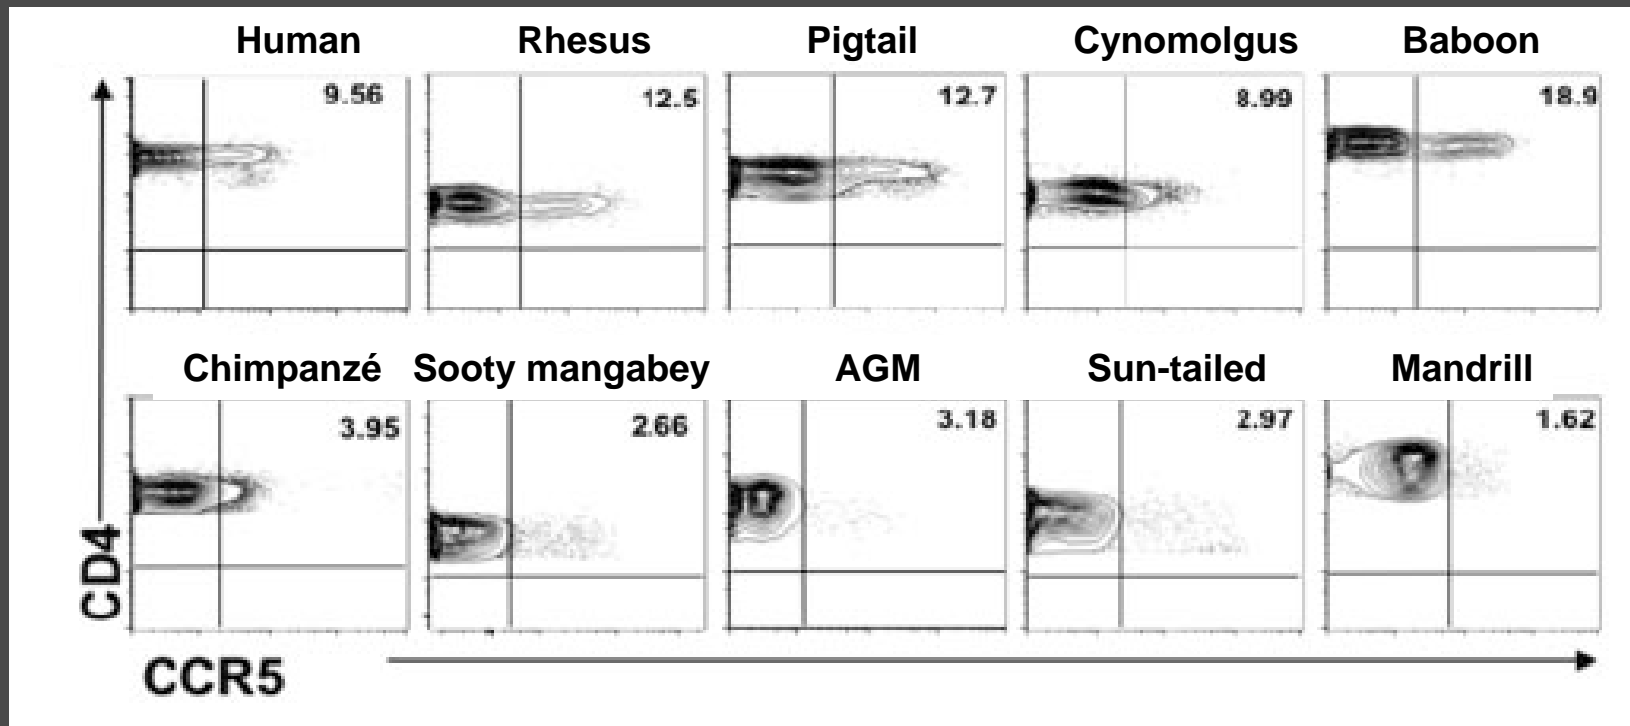 Human Rhesus Pigtail Cynomolgus Baboon
9.56 12.5 12.7 8.99 18.9
Chimpanzé Sooty mangabey AGM Sun-tailed Mandrill
3.95 2.66 3.18 2.97 1.62
CD4
CCR5